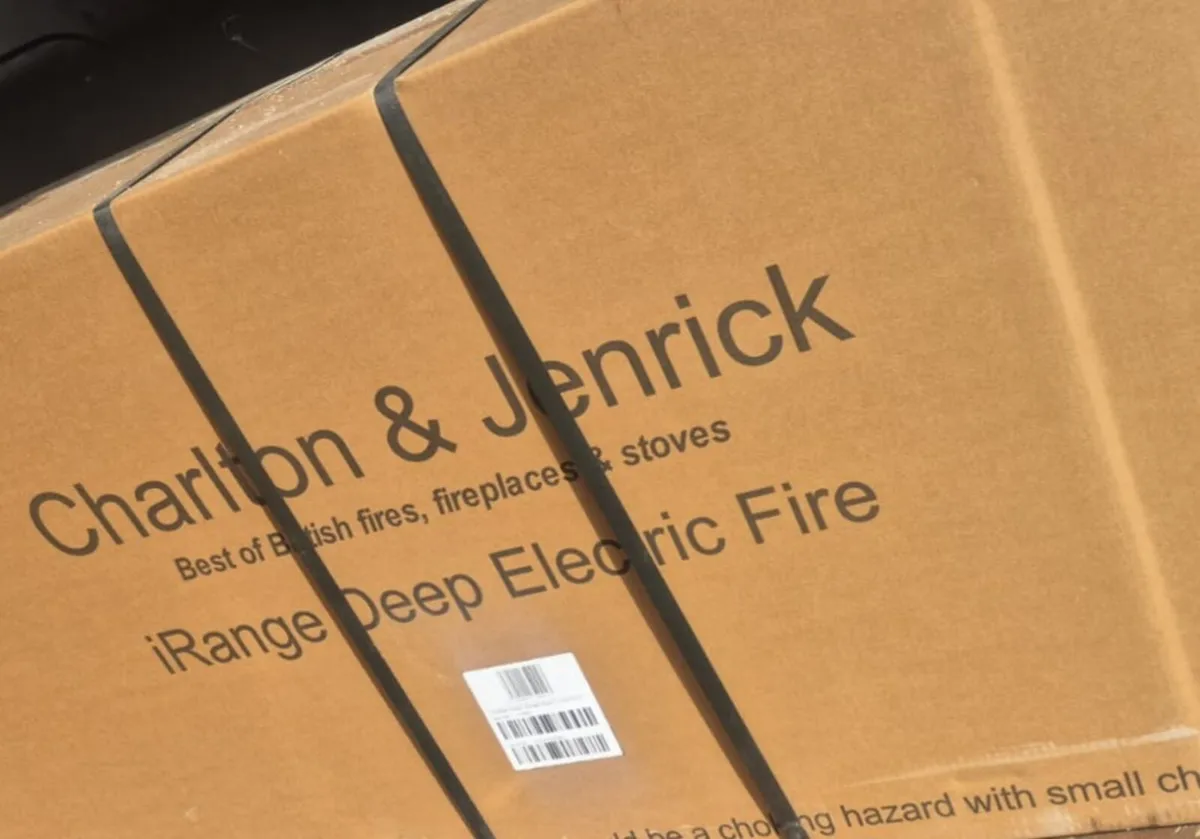 Charlton & Jenrick
Best of British fires, fireplaces & stoves
iRange Deep Electric Fire
be a choking hazard with small